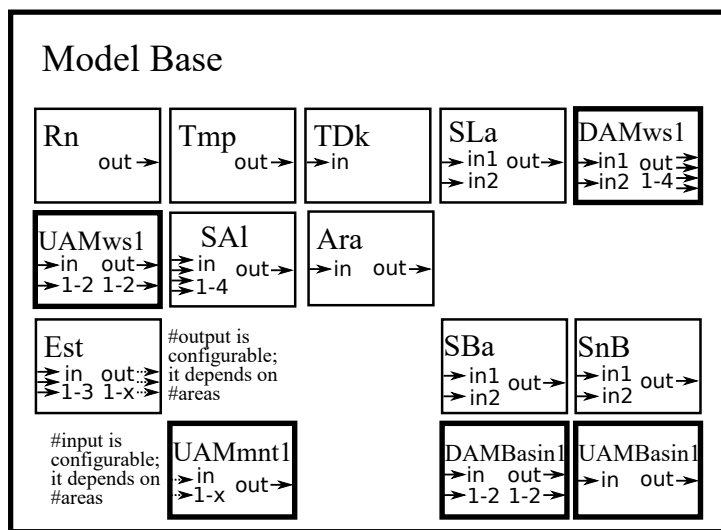 Model Base
Rn
out
Tmp
out
TDk
in
SLa
in1 out
in2
DAMws1
in1 out
in2 1-4
UAMws1
in out
1-2 1-2
SAl
in
out
1-4
Ara
in out
Est
in out
1-3 1-x
#output is
configurable;
it depends on
#areas
SBa
in1
out
in2
SnB
in1
out
in2
#input is
configurable;
it depends on
#areas
UAMmnt1
in
out
1-x
DAMBasin1
in out
1-2 1-2
UAMBasin1
in out